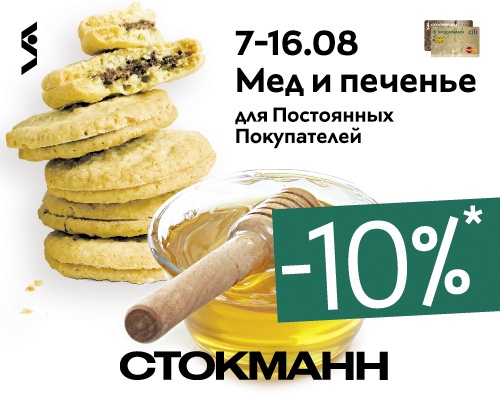 7-16.08
Мед и печенье
для Постоянных
Покупателей
-10%*
СТОКМАНН